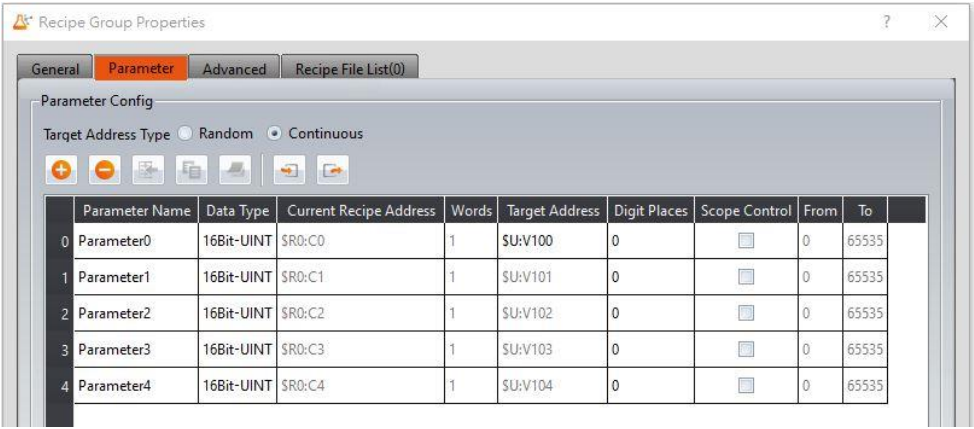 Recipe Group Properties ? ×
General Parameter Advanced Recipe File List(0)
Parameter Config
Target Address Type Random Continuous
Parameter Name Data Type Current Recipe Address Words Target Address Digit Places Scope Control From To
0 Parameter0 16Bit-UINT $R0:C0 1 $U:V100 0 0 65535
1 Parameter1 16Bit-UINT $R0:C1 1 $U:V101 0 0 65535
2 Parameter2 16Bit-UINT $R0:C2 1 $U:V102 0 0 65535
3 Parameter3 16Bit-UINT $R0:C3 1 $U:V103 0 0 65535
4 Parameter4 16Bit-UINT $R0:C4 1 $U:V104 0 0 65535